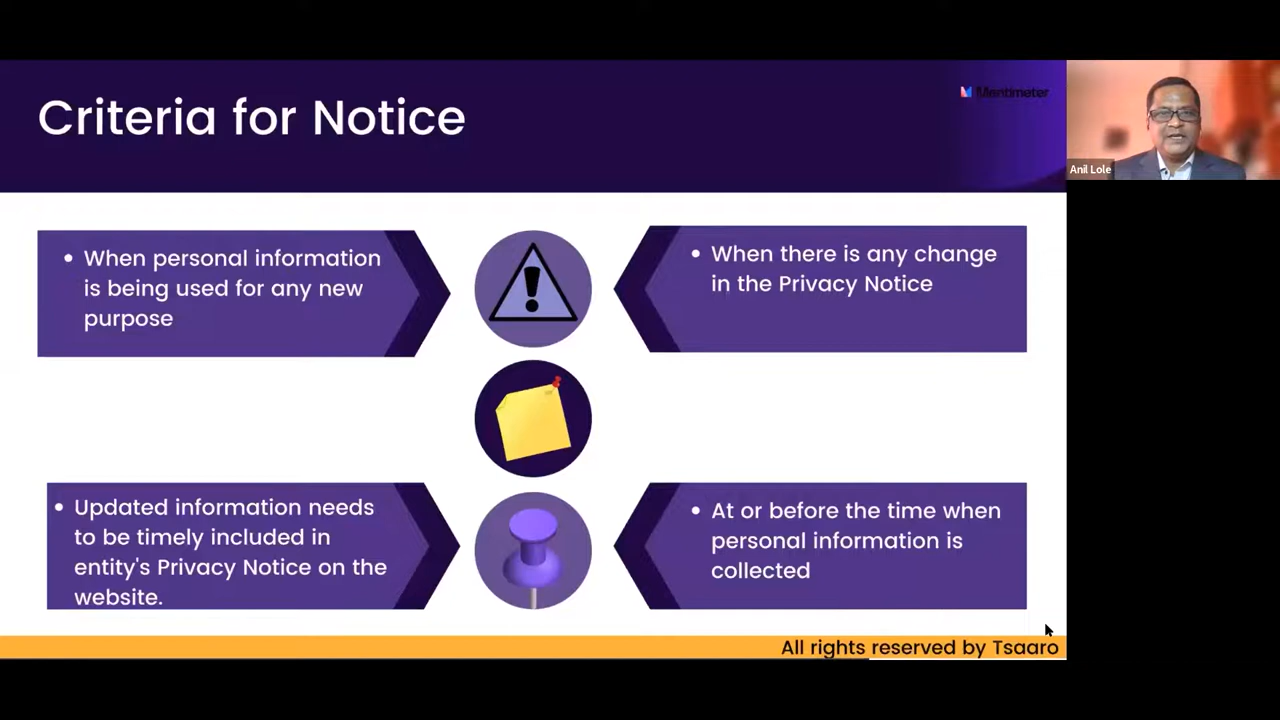 Criteria for Notice
Mentimeter
Anil Lole
• When personal information
is being used for any new
purpose
• When there is any change
in the Privacy Notice
• Updated information needs
to be timely included in
entity's Privacy Notice on the
website.
• At or before the time when
personal information is
collected
All rights reserved by Tsaaro